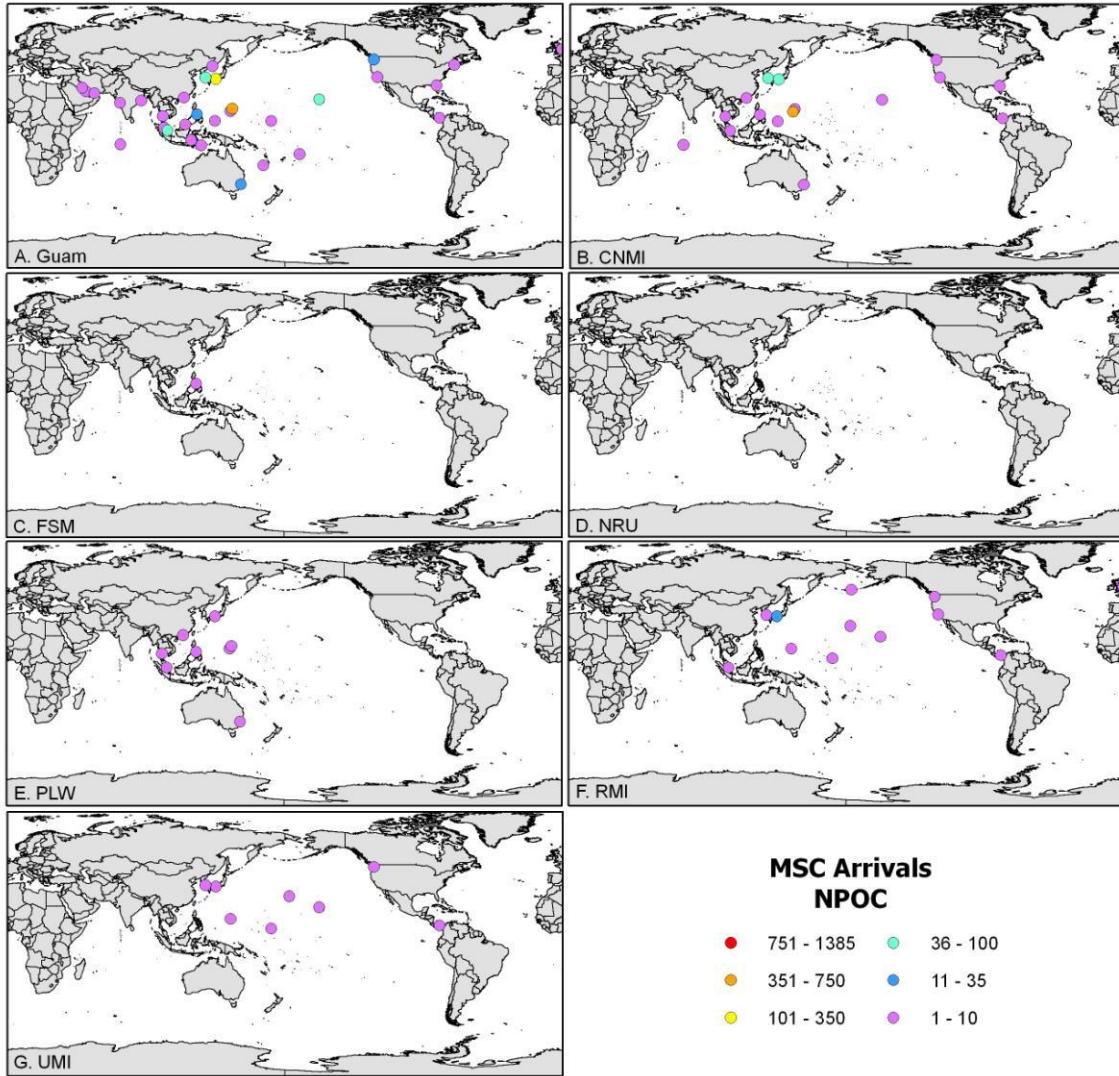 A. Guam
B. CNMI
C. FSM
D. NRU
E. PLW
F. RMI
G. UMI
MSC Arrivals
NPOC
751 - 1385
36 - 100
351 - 750
11 - 35
101 - 350
1 - 10